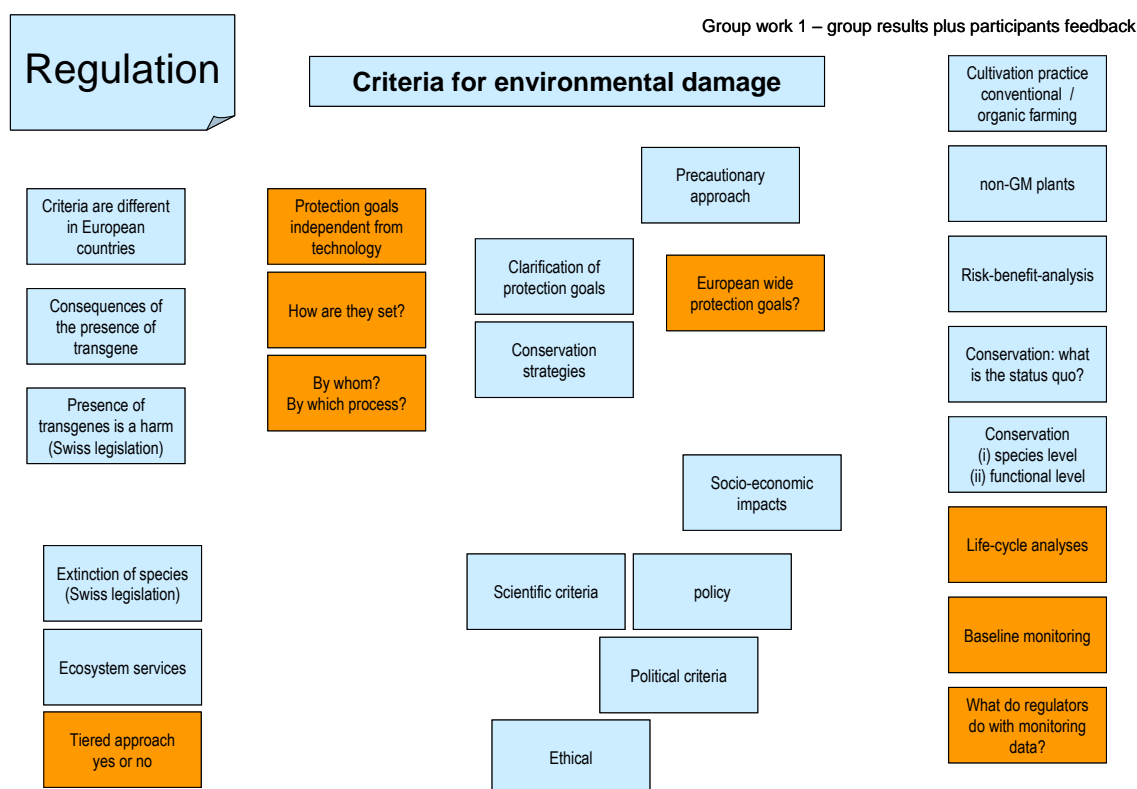 Group work 1 – group results plus participants feedback
Regulation
Criteria for environmental damage
Criteria are different
in European
countries
Consequences of
the presence of
transgene
Presence of
transgenes is a harm
(Swiss legislation)
Extinction of species
(Swiss legislation)
Ecosystem services
Tiered approach
yes or no
Protection goals
independent from
technology
How are they set?
By whom?
By which process?
Precautionary
approach
Clarification of
protection goals
European wide
protection goals?
Conservation
strategies
Socio-economic
impacts
Scientific criteria
policy
Political criteria
Ethical
Cultivation practice
conventional /
organic farming
non-GM plants
Risk-benefit-analysis
Conservation: what
is the status quo?
Conservation
(i) species level
(ii) functional level
Life-cycle analyses
Baseline monitoring
What do regulators
do with monitoring
data?